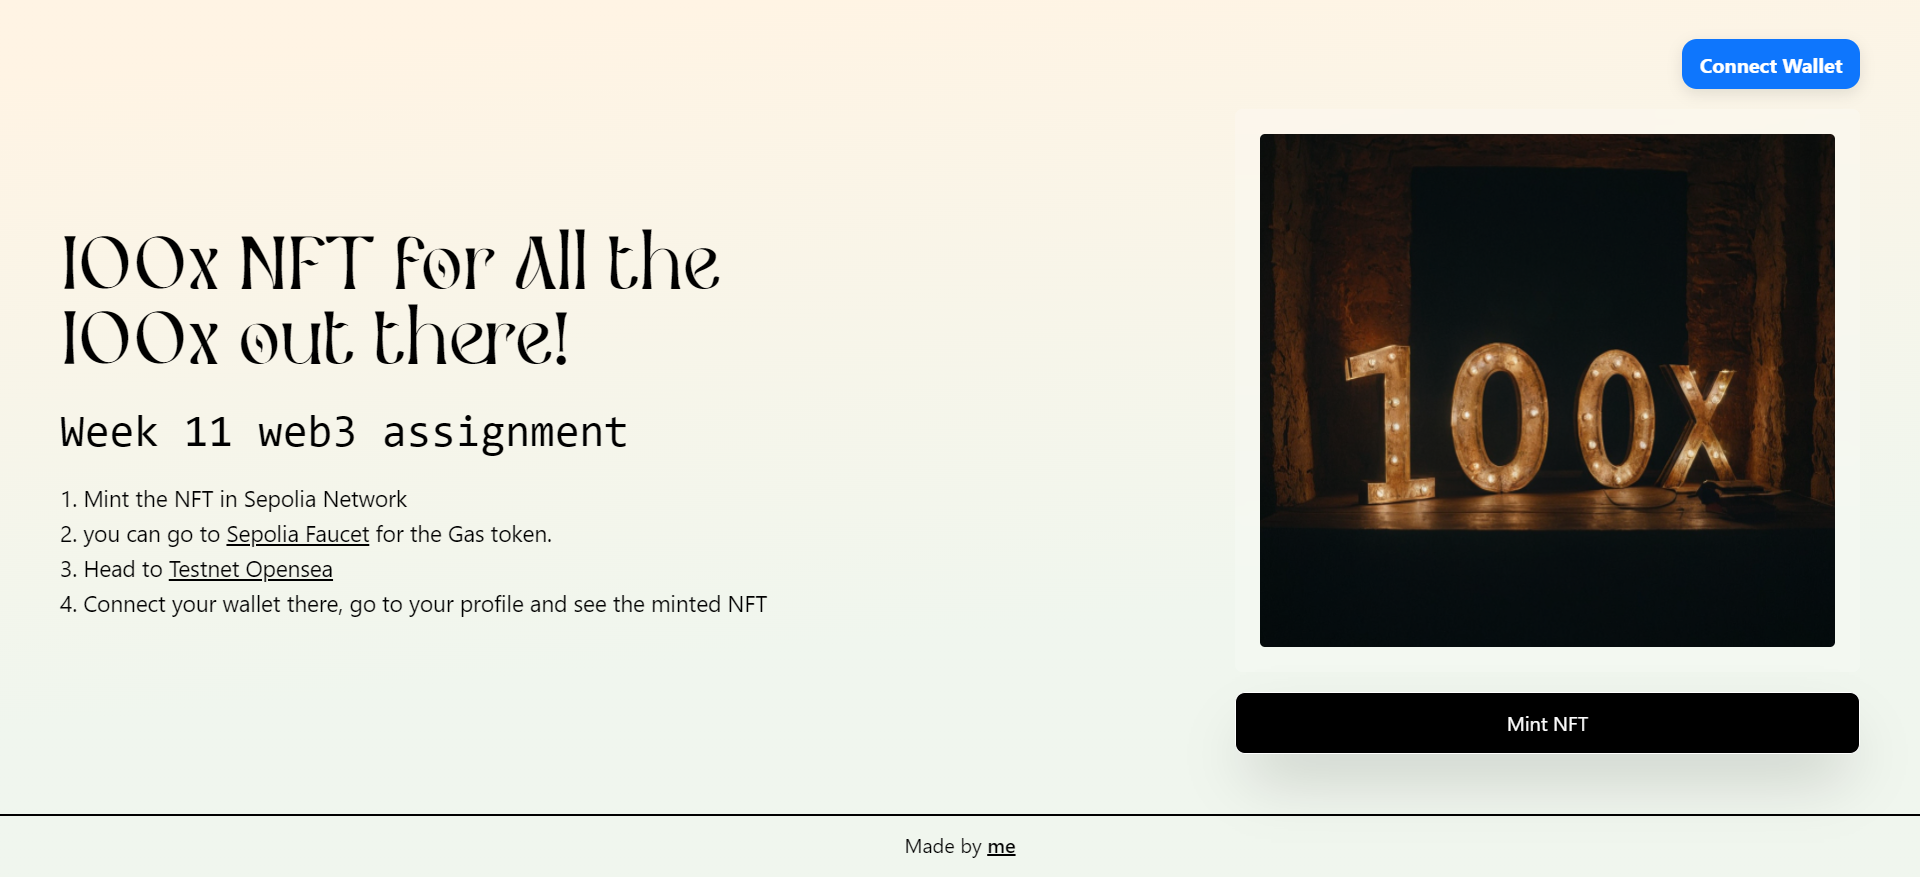 Connect Wallet
100x NFT for All the
100x out there!
Week 11 web3 assignment
1. Mint the NFT in Sepolia Network
2. you can go to Sepolia Faucet for the Gas token.
3. Head to Testnet Opensea
4. Connect your wallet there, go to your profile and see the minted NFT
100x
Mint NFT
Made by me